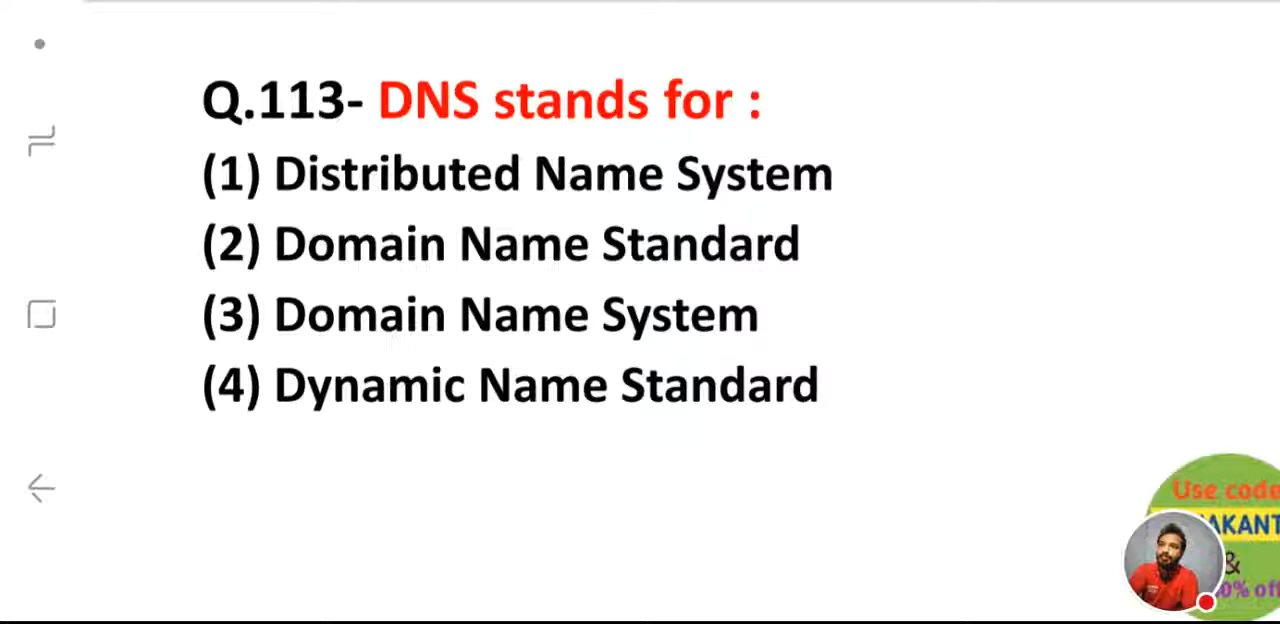 Q.113- DNS stands for :
(1) Distributed Name System
(2) Domain Name Standard
(3) Domain Name System
(4) Dynamic Name Standard
Use code
&